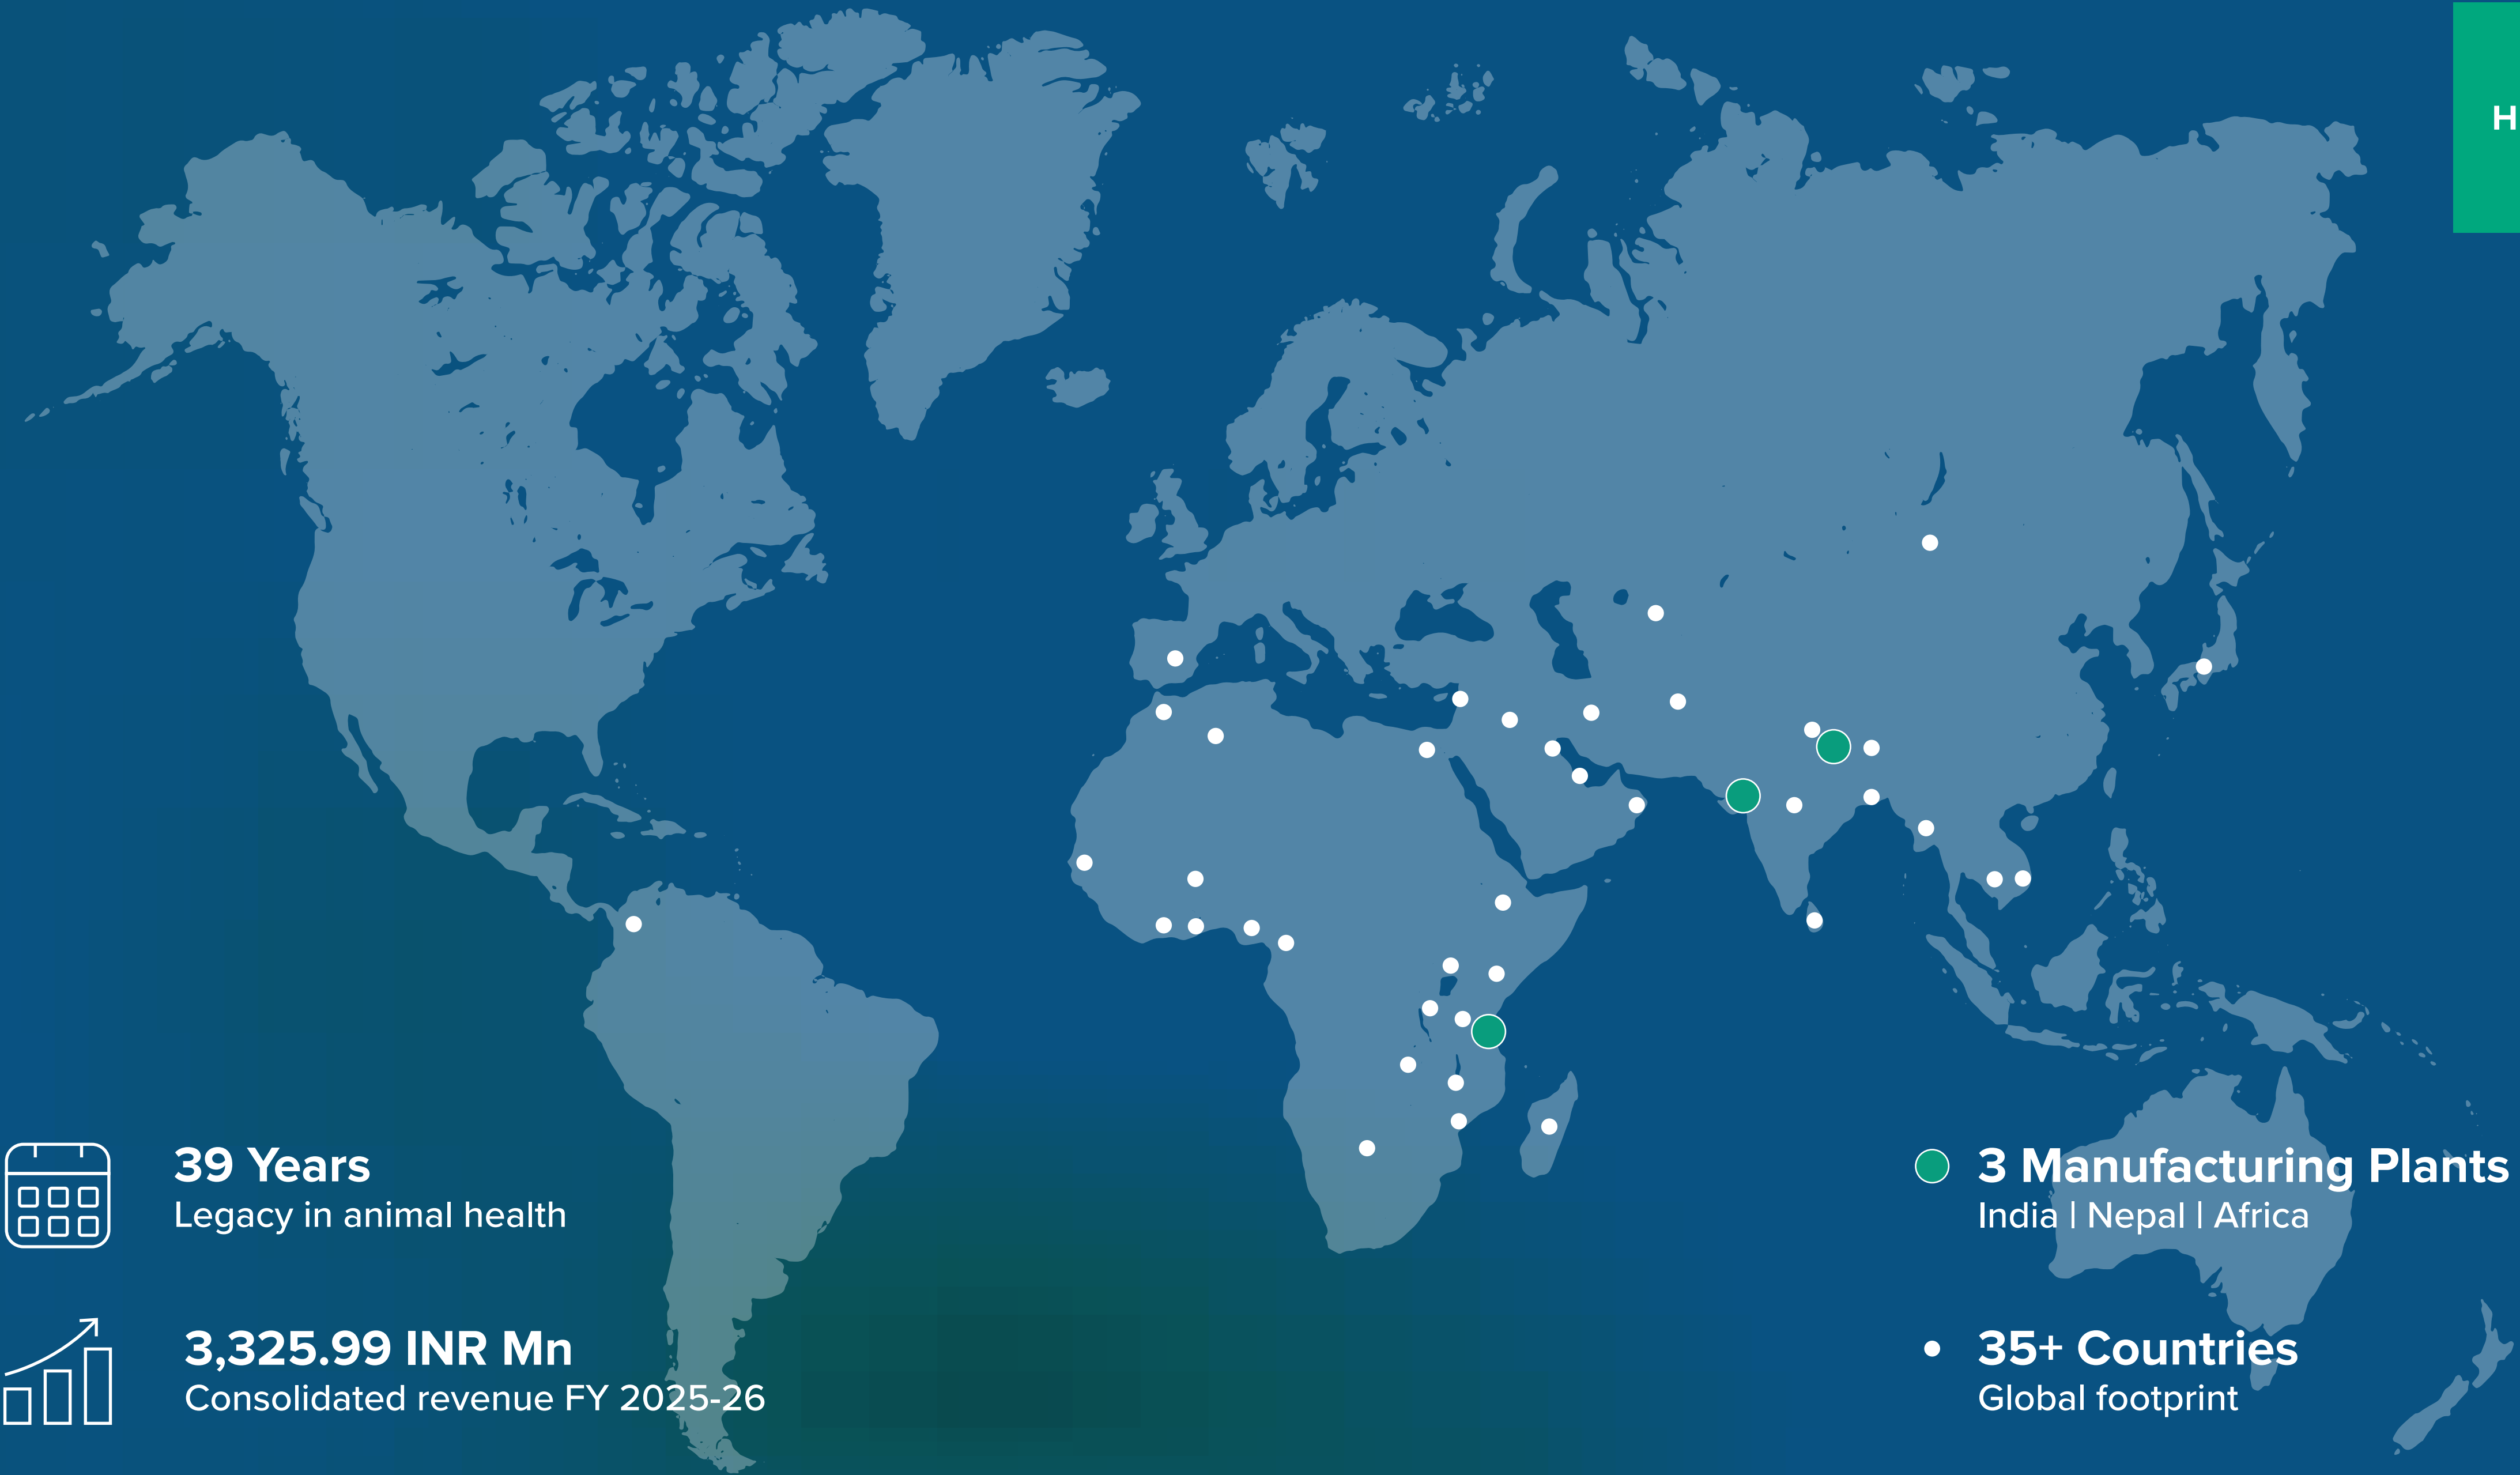 H
39 Years
Legacy in animal health
3,325.99 INR Mn
Consolidated revenue FY 2025-26
3 Manufacturing Plants
India | Nepal | Africa
35+ Countries
Global footprint